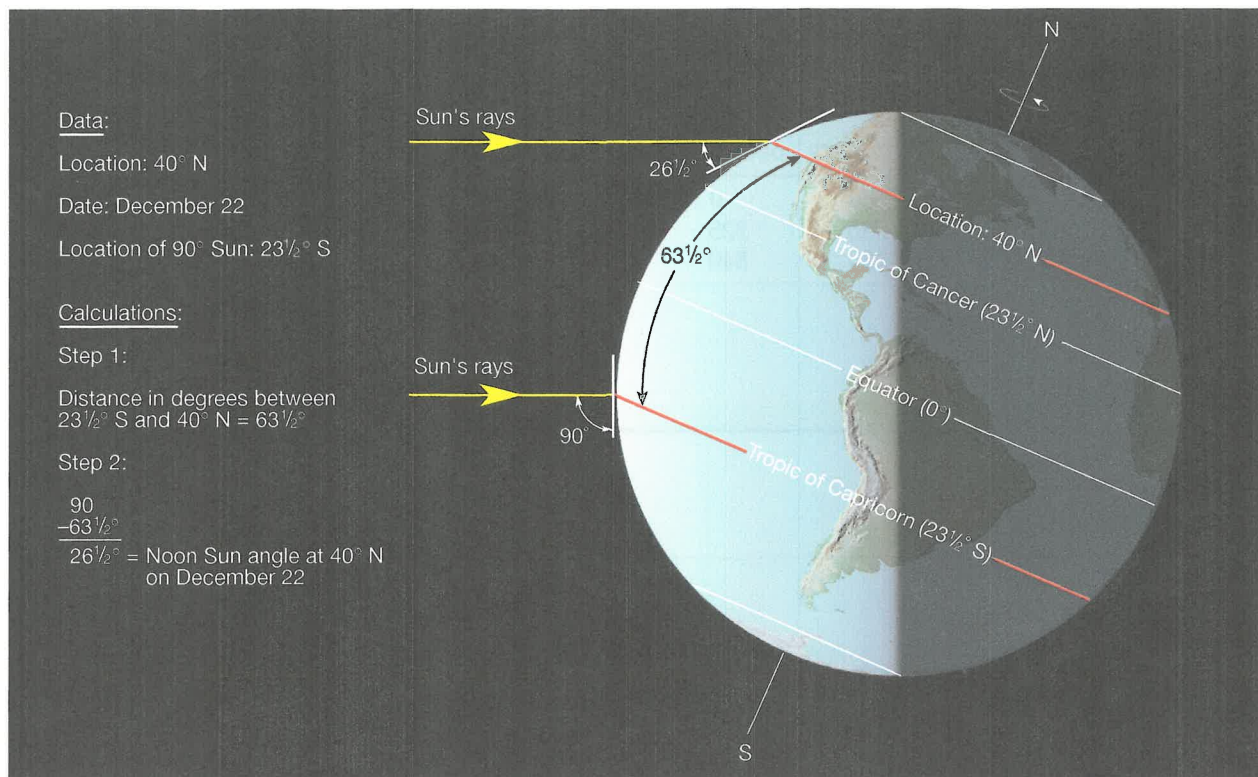 Data:
Location: 40° N
Date: December 22
Location of 90° Sun: 23½° S
Calculations:
Step 1:
Distance in degrees between
23½° S and 40° N = 63½°
Step 2:
90
–63½°
26½° = Noon Sun angle at 40° N
on December 22
Sun's rays
26½°
63½°
Sun's rays
90°
N
Location: 40° N
Tropic of Cancer (23½° N)
Equator (0°)
Tropic of Capricorn (23½° S)
S